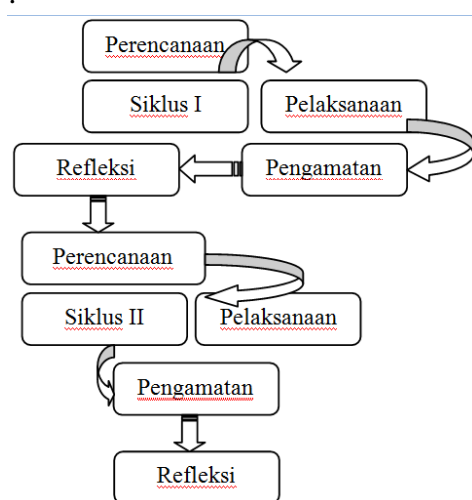 Perencanaan
Siklus I
Pelaksanaan
Pengamatan
Refleksi
Perencanaan
Siklus II
Pelaksanaan
Pengamatan
Refleksi